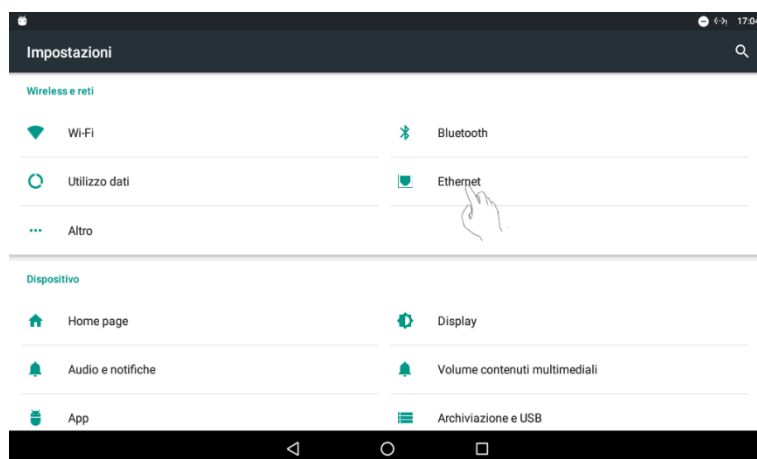 17:04
Impostazioni
Wireless e reti
Wi-Fi
Bluetooth
Utilizzo dati
Ethernet
Altro
Dispositivo
Home page
Display
Audio e notifiche
Volume contenuti multimediali
App
Archiviazione e USB